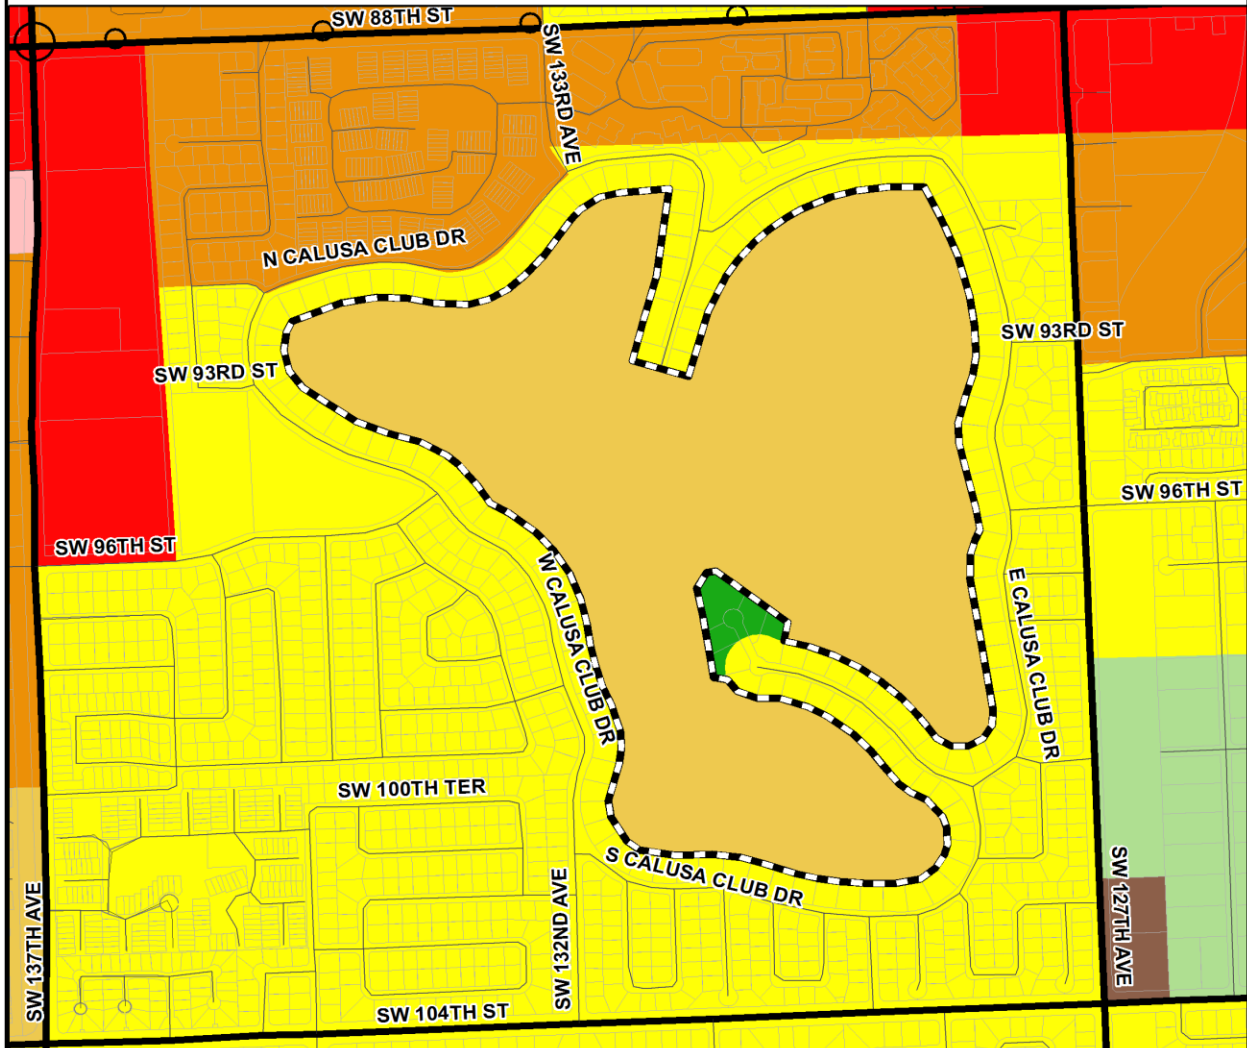 SW 88TH ST
SW 133RD AVE
N CALUSA CLUB DR
SW 93RD ST
SW 93RD ST
SW 96TH ST
SW 96TH ST
W CALUSA CLUB DR
E CALUSA CLUB DR
SW 100TH TER
S CALUSA CLUB DR
SW 137TH AVE
SW 132ND AVE
SW 127TH AVE
SW 104TH ST